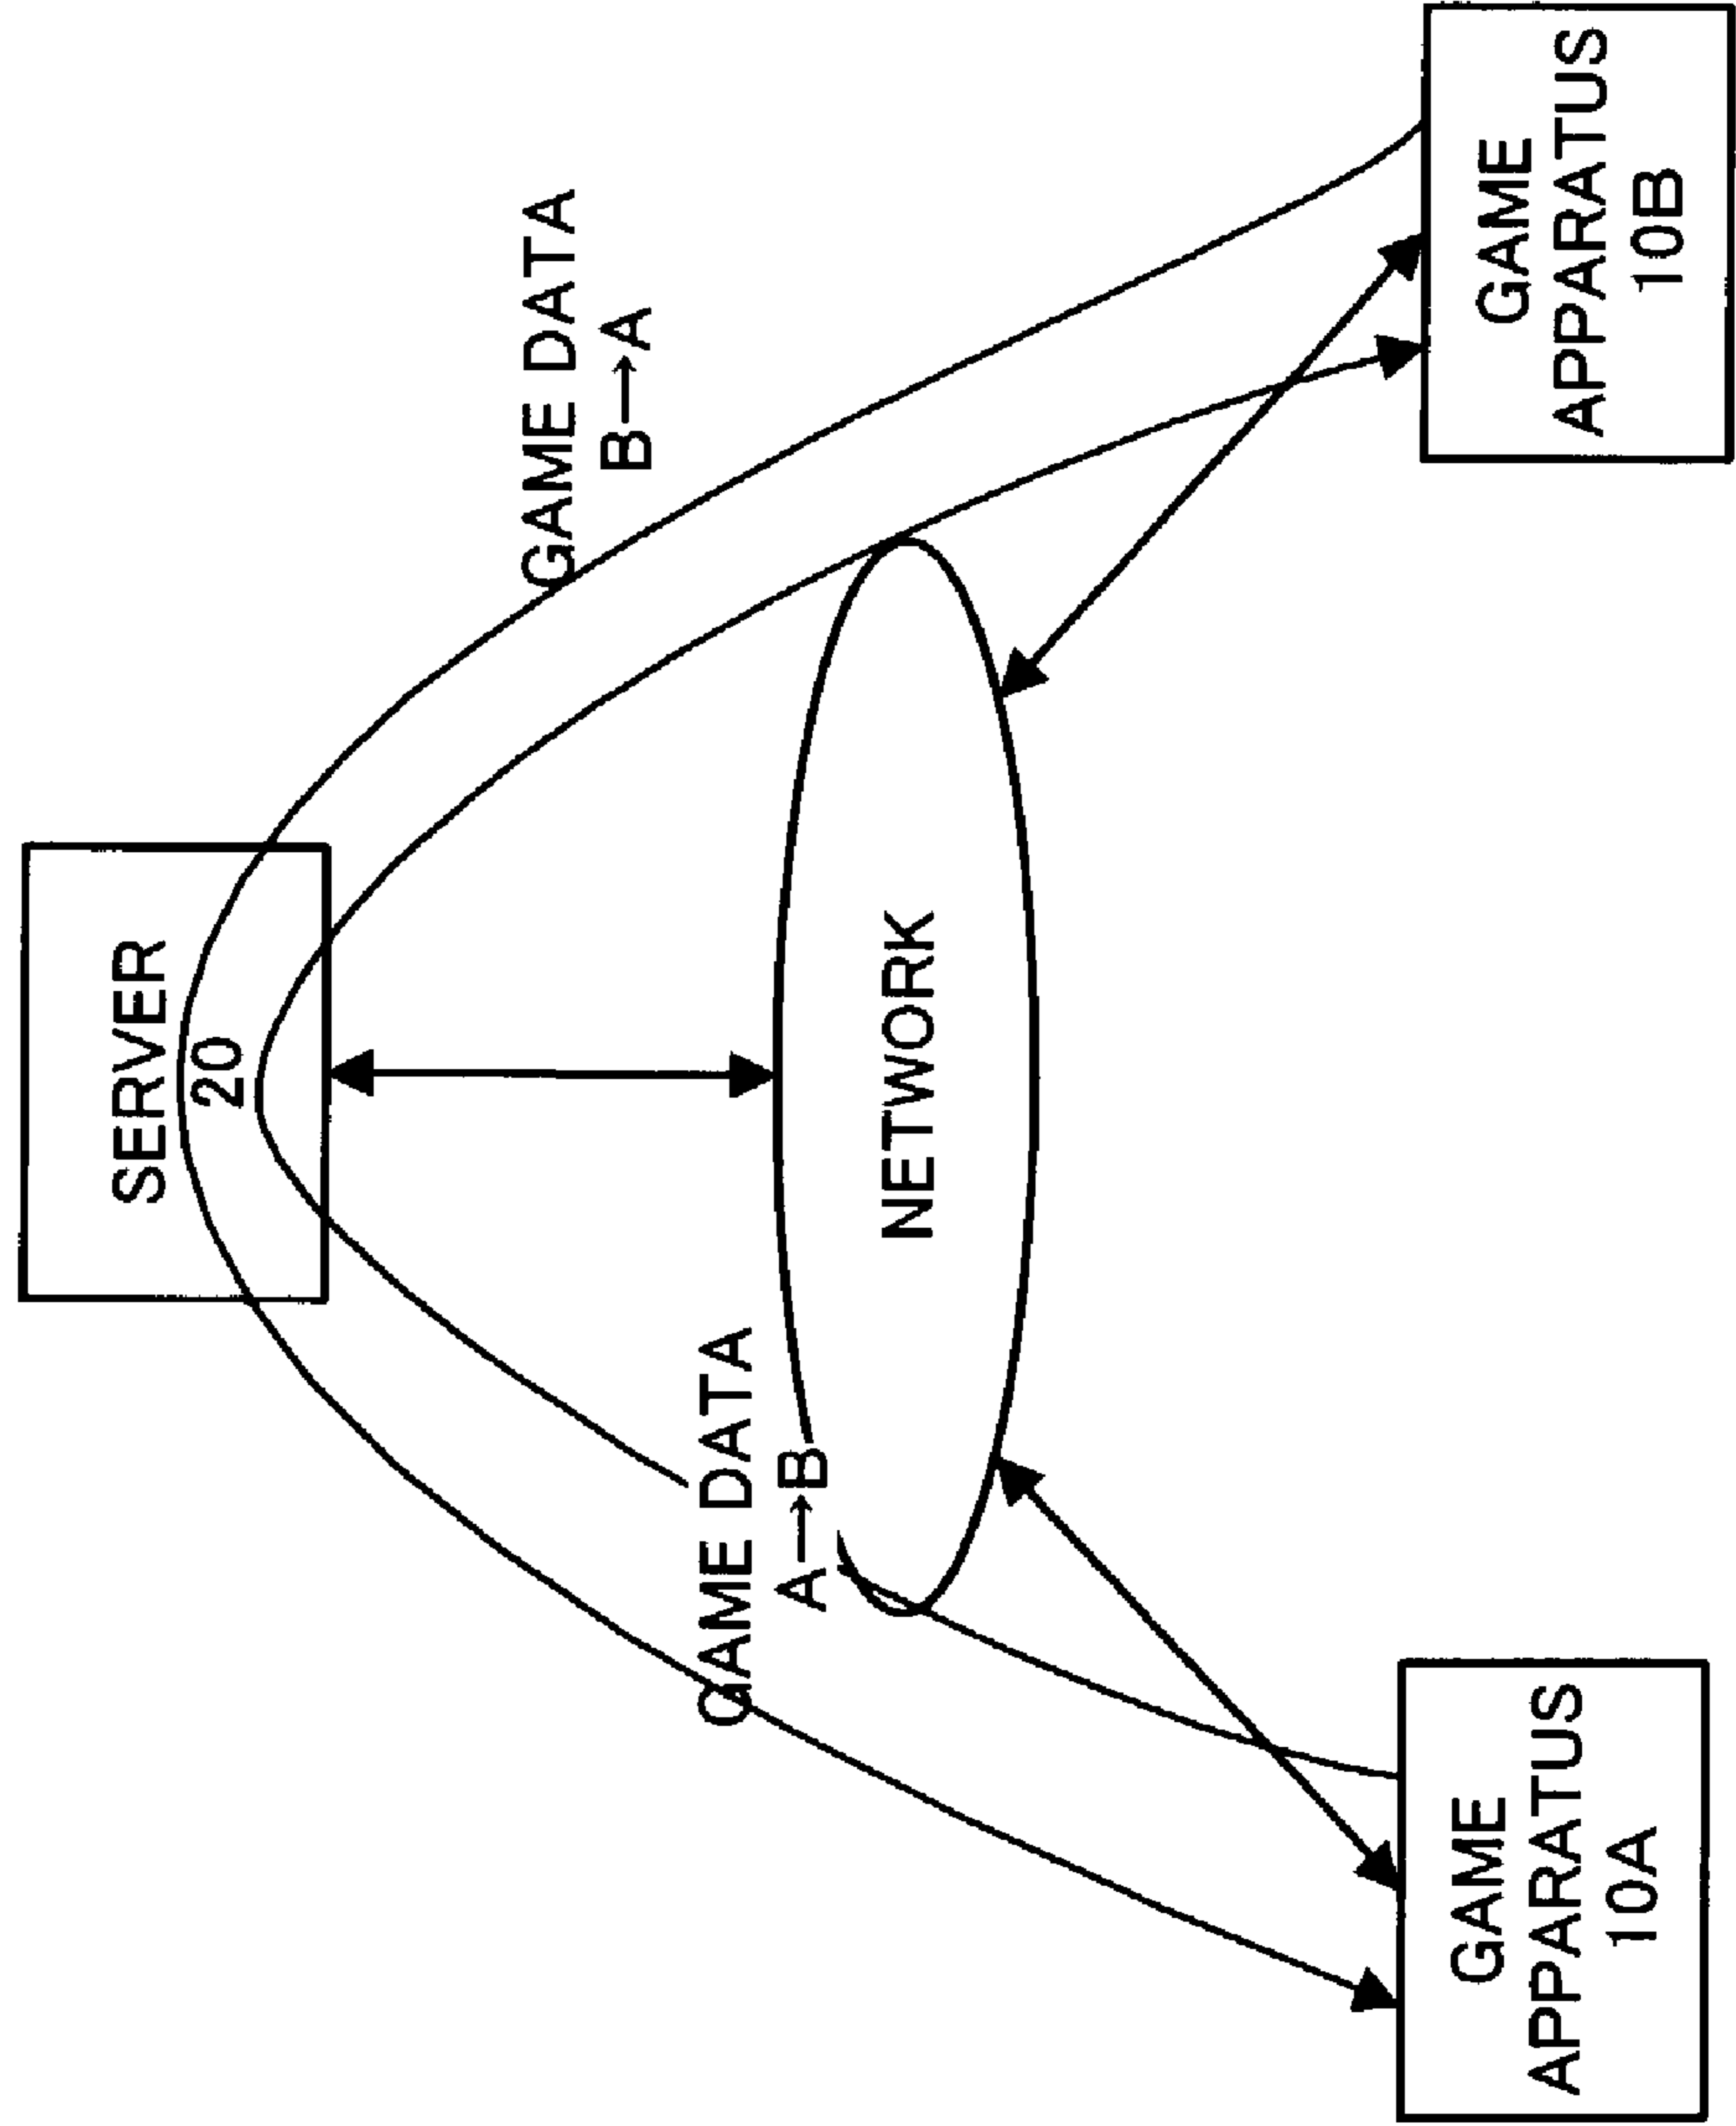 SERVER
20
GAME DATA
B→A
GAME DATA
A→B
NETWORK
GAME
APPARATUS
10A
GAME
APPARATUS
10B